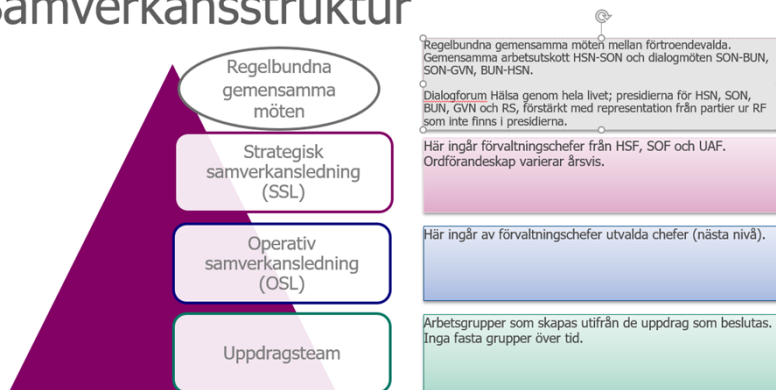 Samverkansstruktur
Regelbundna
gemensamma
möten
Regelbundna gemensamma möten mellan förtroendevalda.
Gemensamma arbetsutskott HSN-SON och dialogmöten SON-BUN,
SON-GVN, BUN-HSN.
Dialogforum Hälsa genom hela livet; presidierna för HSN, SON,
BUN, GVN och RS, förstärkt med representation från partier ur RF
som inte finns i presidierna.
Strategisk
samverkansledning
(SSL)
Här ingår förvaltningschefer från HSF, SOF och UAF.
Ordförandeskap varierar årsvis.
Operativ
samverkansledning
(OSL)
Här ingår av förvaltningschefer utvalda chefer (nästa nivå).
Uppdragsteam
Arbetsgrupper som skapas utifrån de uppdrag som beslutas.
Inga fasta grupper över tid.